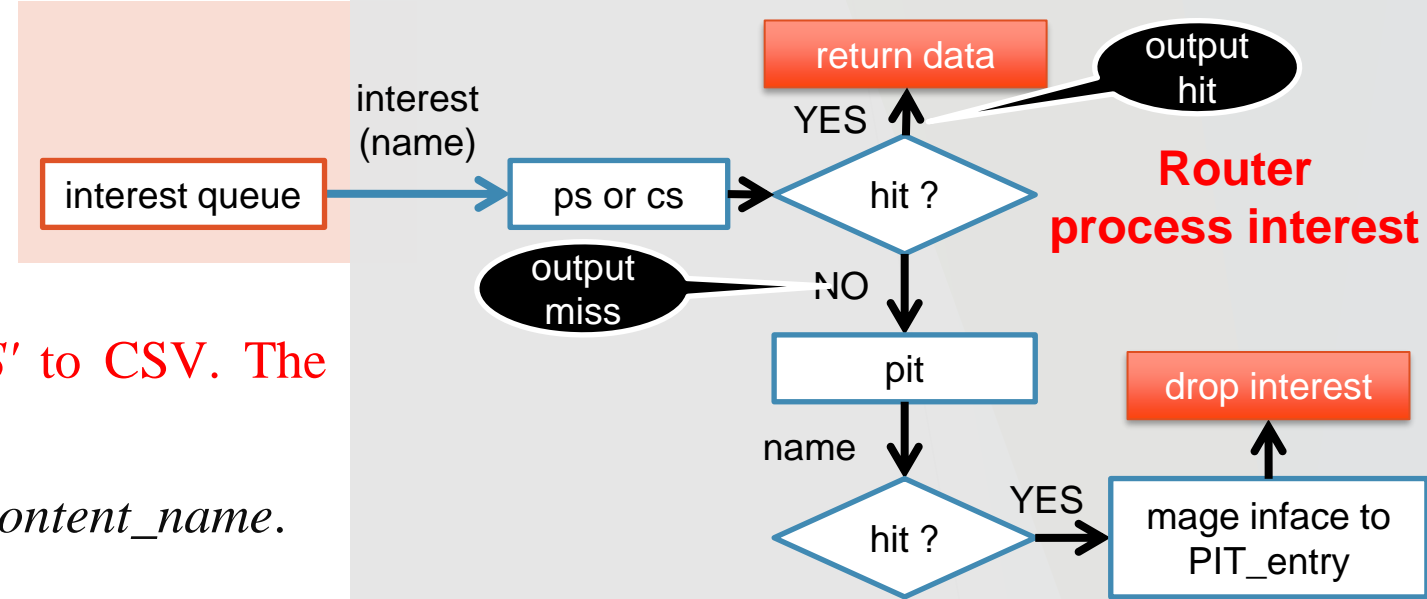 return data
output
hit
interest
(name)
YES
Router
process interest
interest queue
ps or cs
hit ?
output
miss
NO
S′ to CSV. The
pit
drop interest
name
ontent_name.
hit ?
YES
mage inface to
PIT_entry